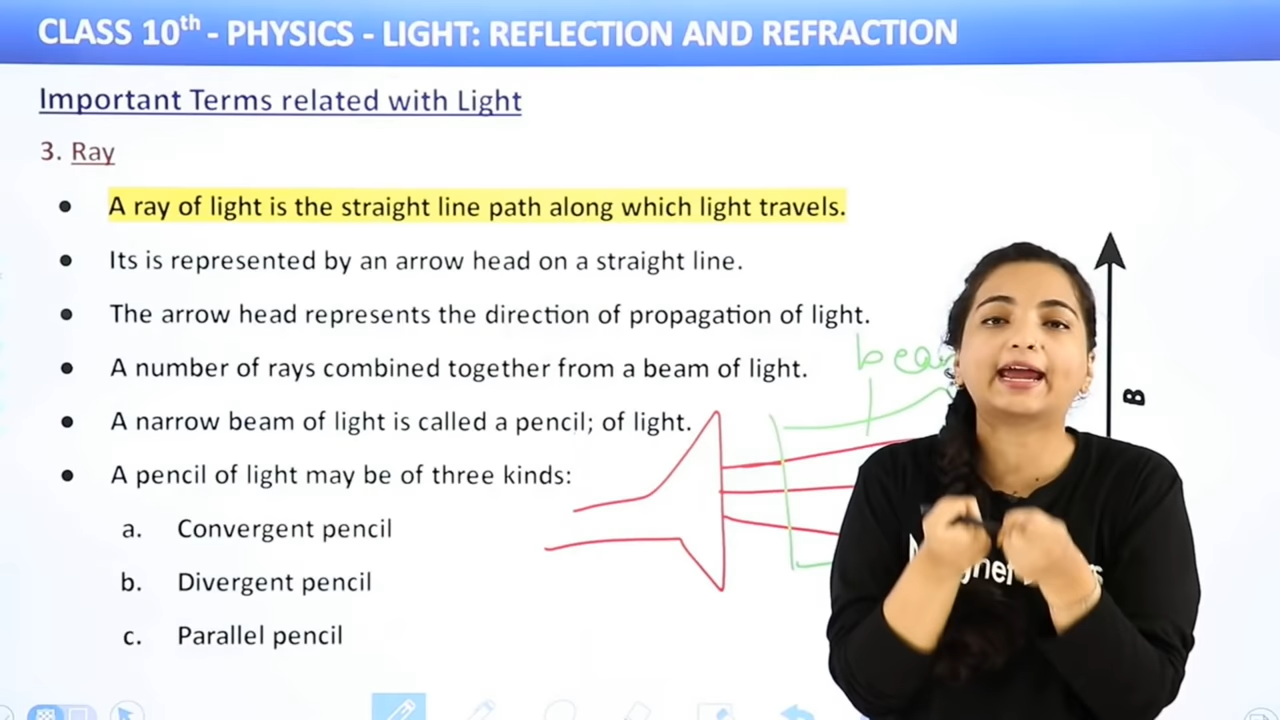 CLASS 10th - PHYSICS - LIGHT: REFLECTION AND REFRACTION
Important Terms related with Light
3. Ray
• A ray of light is the straight line path along which light travels.
• Its is represented by an arrow head on a straight line.
• The arrow head represents the direction of propagation of light.
• A number of rays combined together from a beam of light.
• A narrow beam of light is called a pencil; of light.
• A pencil of light may be of three kinds:
a. Convergent pencil
b. Divergent pencil
c. Parallel pencil
B